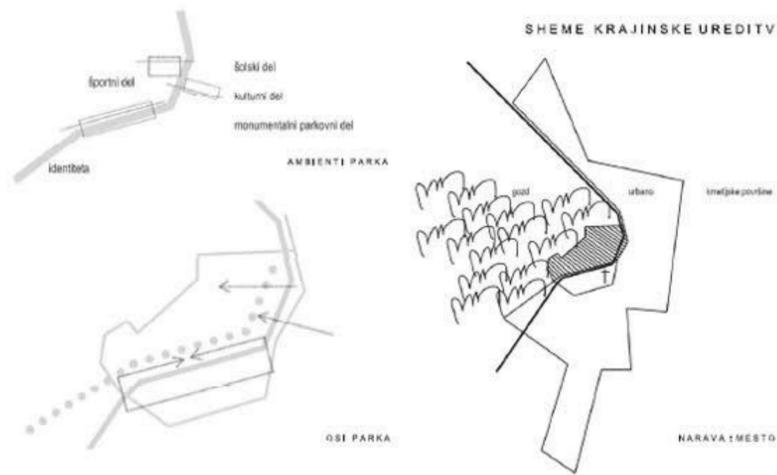 SHEME KRAJINSKE UREDITV
športni del
šolski del
kulturni del
monumentalni parkovni del
identiteta
AMBIENTI PARKA
gozd
urbano
kmetijske površine
OSI PARKA
NARAVA : MESTO